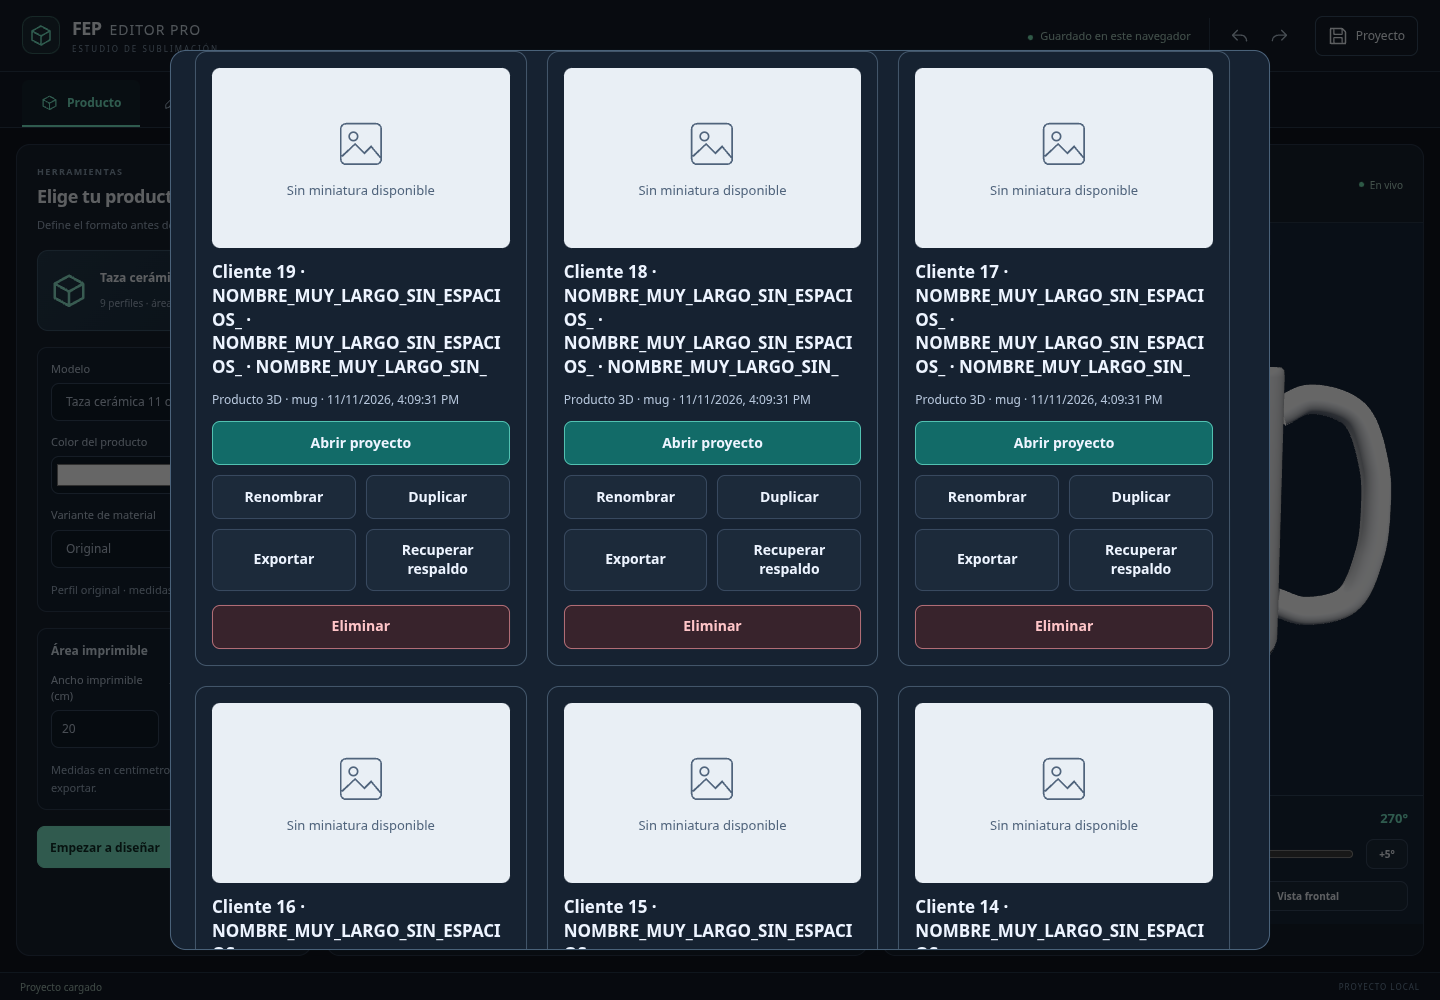 FEP EDITOR PRO
ESTUDIO DE SUBLIMACIÓN
Guardado en este navegador
Proyecto
Producto
HERRAMIENTAS
Elige tu product
Define el formato antes d
En vivo
Taza cerámi
9 perfiles · área
Modelo
Taza cerámica 11 o
Color del producto
Variante de material
Original
Perfil original · medidas
Área imprimible
Ancho imprimible
(cm)
20
Medidas en centímetro
exportar.
Empezar a diseñar
Sin miniatura disponible
Cliente 19 ·
NOMBRE_MUY_LARGO_SIN_ESPACI
OS_ ·
NOMBRE_MUY_LARGO_SIN_ESPACI
OS_ · NOMBRE_MUY_LARGO_SIN_
Producto 3D · mug · 11/11/2026, 4:09:31 PM
Abrir proyecto
Renombrar
Duplicar
Exportar
Recuperar
respaldo
Eliminar
Sin miniatura disponible
Cliente 18 ·
NOMBRE_MUY_LARGO_SIN_ESPACI
OS_ ·
NOMBRE_MUY_LARGO_SIN_ESPACI
OS_ · NOMBRE_MUY_LARGO_SIN_
Producto 3D · mug · 11/11/2026, 4:09:31 PM
Abrir proyecto
Renombrar
Duplicar
Exportar
Recuperar
respaldo
Eliminar
Sin miniatura disponible
Cliente 17 ·
NOMBRE_MUY_LARGO_SIN_ESPACI
OS_ ·
NOMBRE_MUY_LARGO_SIN_ESPACI
OS_ · NOMBRE_MUY_LARGO_SIN_
Producto 3D · mug · 11/11/2026, 4:09:31 PM
Abrir proyecto
Renombrar
Duplicar
Exportar
Recuperar
respaldo
Eliminar
Sin miniatura disponible
Cliente 16 ·
NOMBRE_MUY_LARGO_SIN_ESPACI
Sin miniatura disponible
Cliente 15 ·
NOMBRE_MUY_LARGO_SIN_ESPACI
Sin miniatura disponible
Cliente 14 ·
NOMBRE_MUY_LARGO_SIN_ESPACI
270°
+5°
Vista frontal
Proyecto cargado
PROYECTO LOCAL